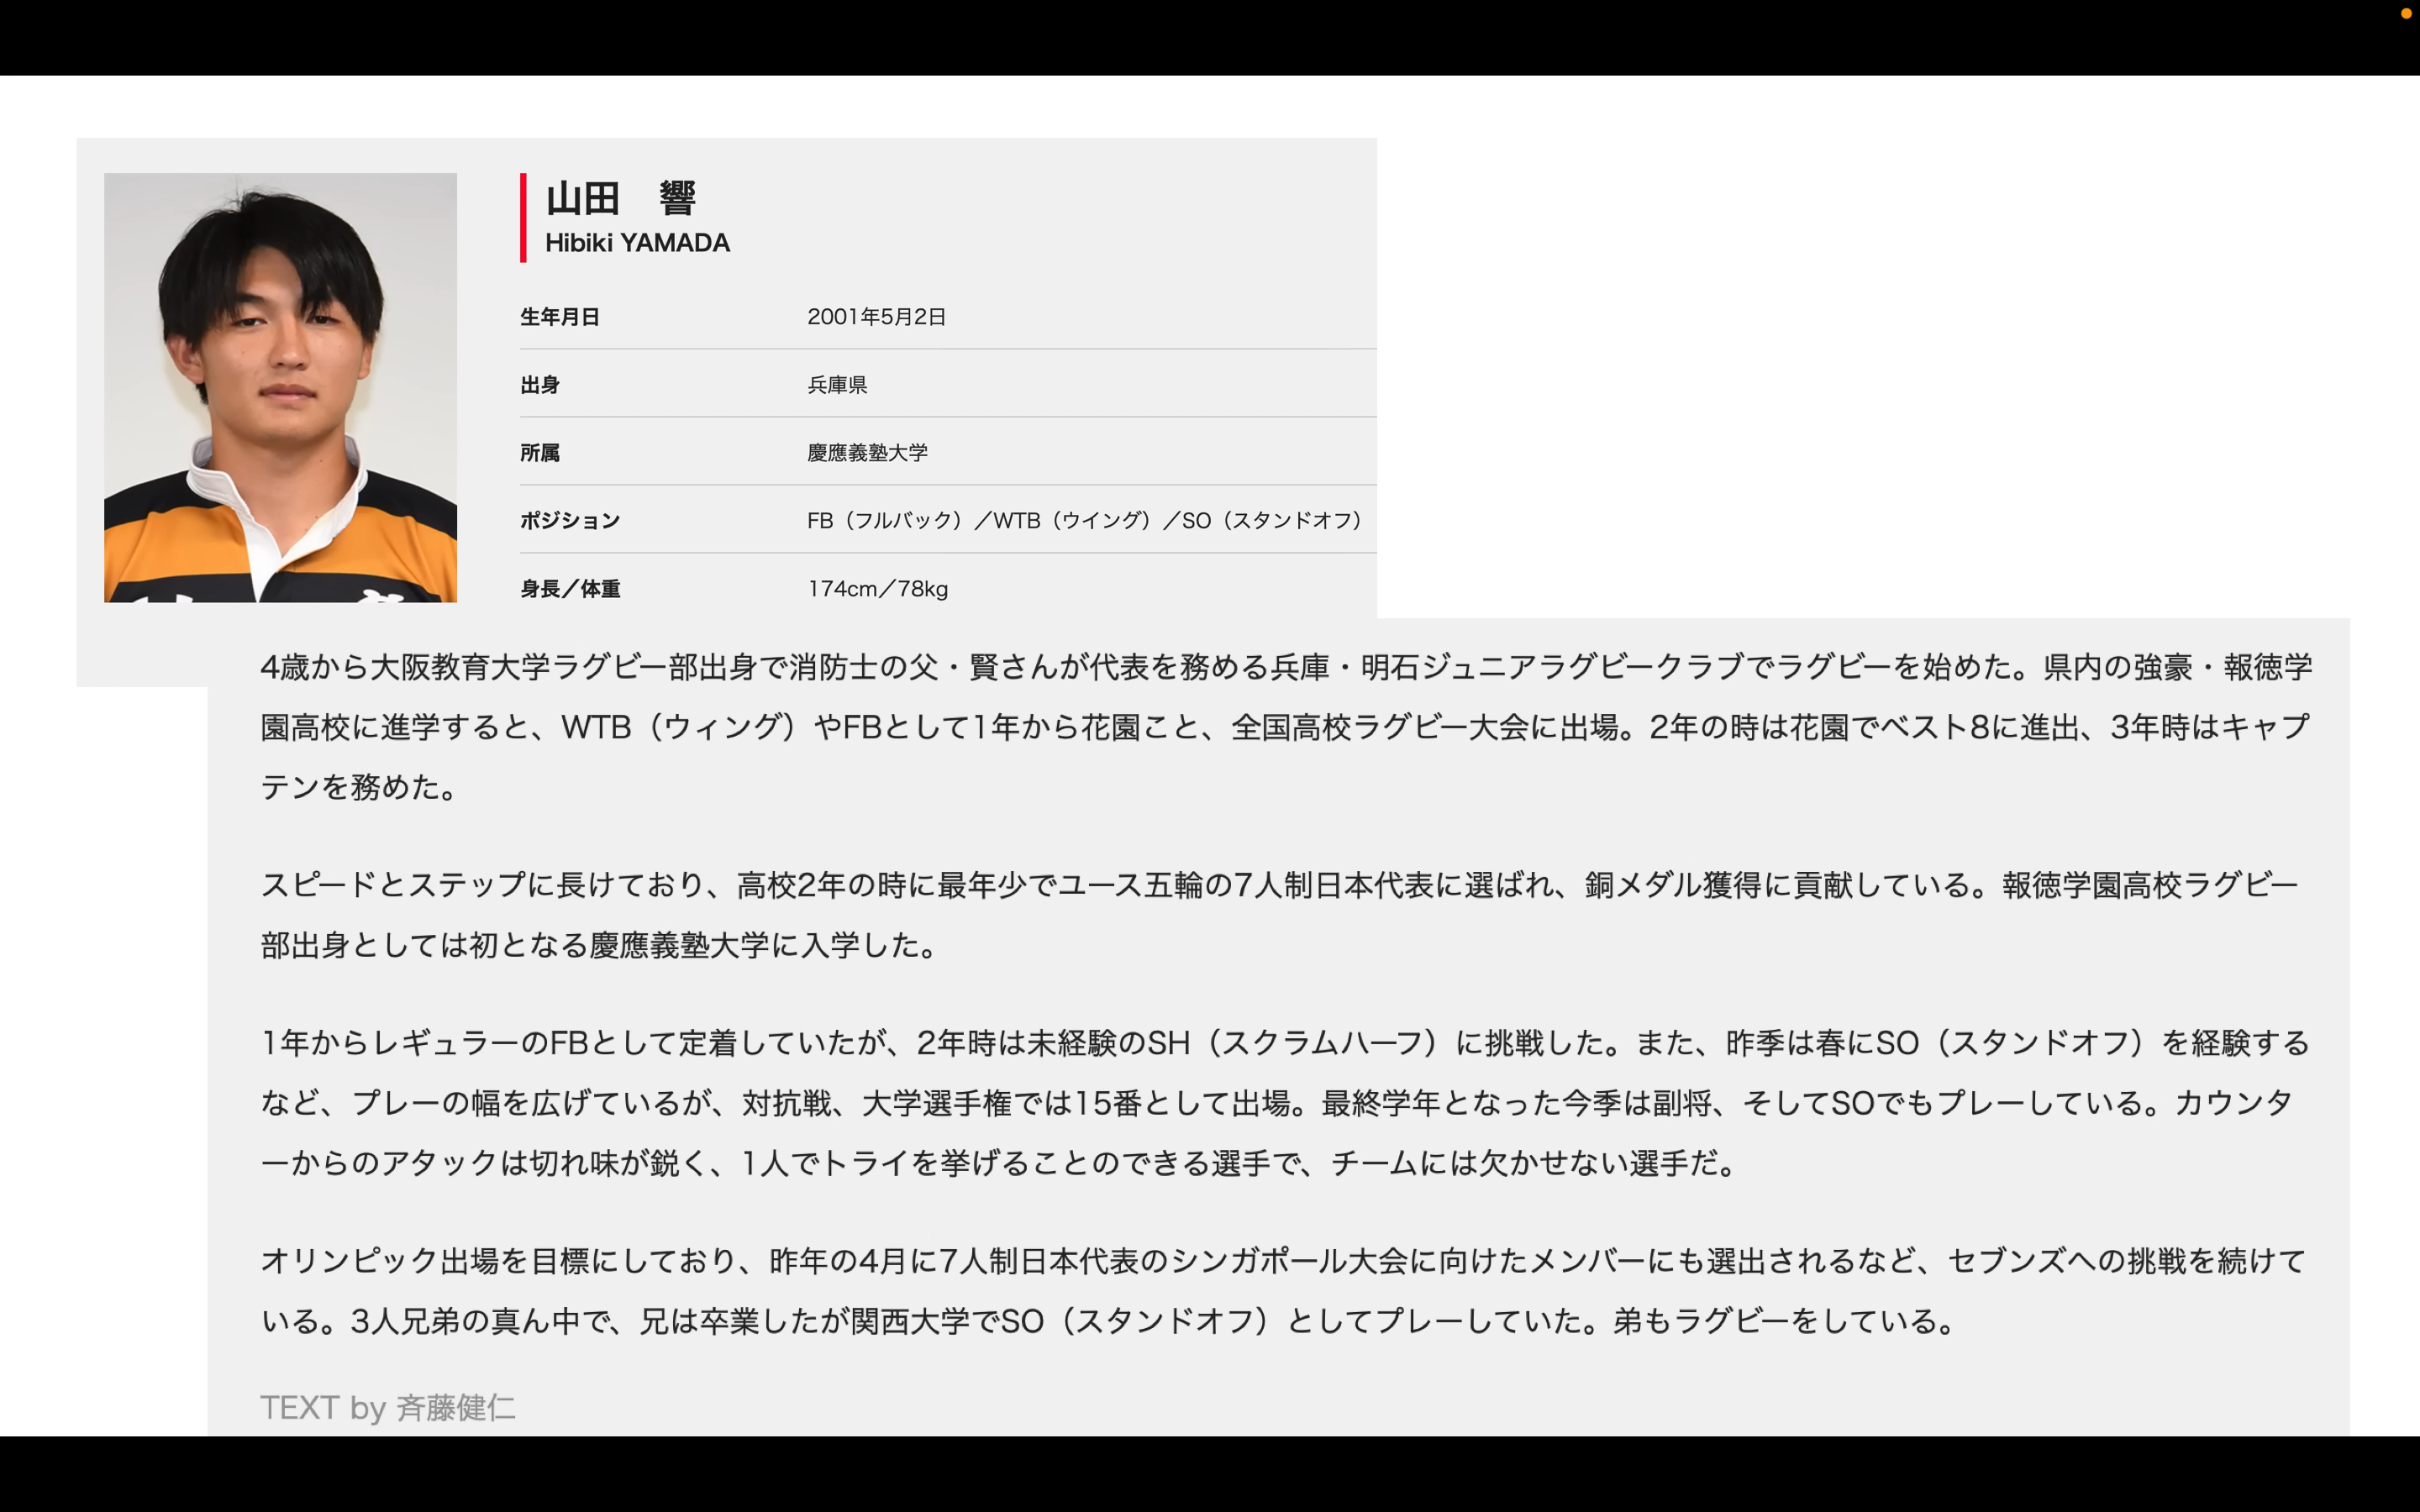 山田　響
Hibiki YAMADA
生年月日 2001年5月2日
出身 兵庫県
所属 慶應義塾大学
ポジション FB（フルバック）／WTB（ウイング）／SO（スタンドオフ）
身長／体重 174cm／78kg
4歳から大阪教育大学ラグビー部出身で消防士の父・賢さんが代表を務める兵庫・明石ジュニアラグビークラブでラグビーを始めた。県内の強豪・報徳学
園高校に進学すると、WTB（ウィング）やFBとして1年から花園こと、全国高校ラグビー大会に出場。2年の時は花園でベスト8に進出、3年時はキャプ
テンを務めた。
スピードとステップに長けており、高校2年の時に最年少でユース五輪の7人制日本代表に選ばれ、銅メダル獲得に貢献している。報徳学園高校ラグビー
部出身としては初となる慶應義塾大学に入学した。
1年からレギュラーのFBとして定着していたが、2年時は未経験のSH（スクラムハーフ）に挑戦した。また、昨季は春にSO（スタンドオフ）を経験する
など、プレーの幅を広げているが、対抗戦、大学選手権では15番として出場。最終学年となった今季は副将、そしてSOでもプレーしている。カウンタ
ーからのアタックは切れ味が鋭く、1人でトライを挙げることのできる選手で、チームには欠かせない選手だ。
オリンピック出場を目標にしており、昨年の4月に7人制日本代表のシンガポール大会に向けたメンバーにも選出されるなど、セブンズへの挑戦を続けて
いる。3人兄弟の真ん中で、兄は卒業したが関西大学でSO（スタンドオフ）としてプレーしていた。弟もラグビーをしている。
TEXT by 斉藤健仁